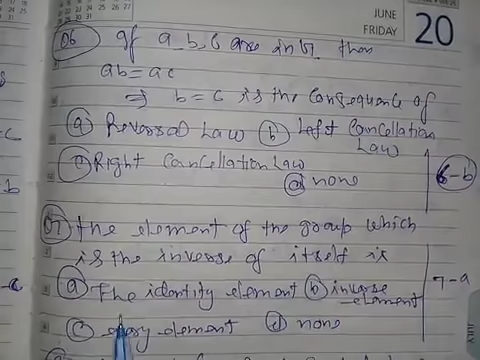 JUNE
FRIDAY 20
06 If a, b, c are in G. then
ab = ac
⇒ b = c is the Consequence of
(a) Reversal Law (b) Left Cancellation Law
(c) Right Cancellation Law
(d) none
6-b
07 The element of the group which
is the inverse of itself is
(a) The identity element (b) inverse element
7-a
(c) every element (d) none
JULY